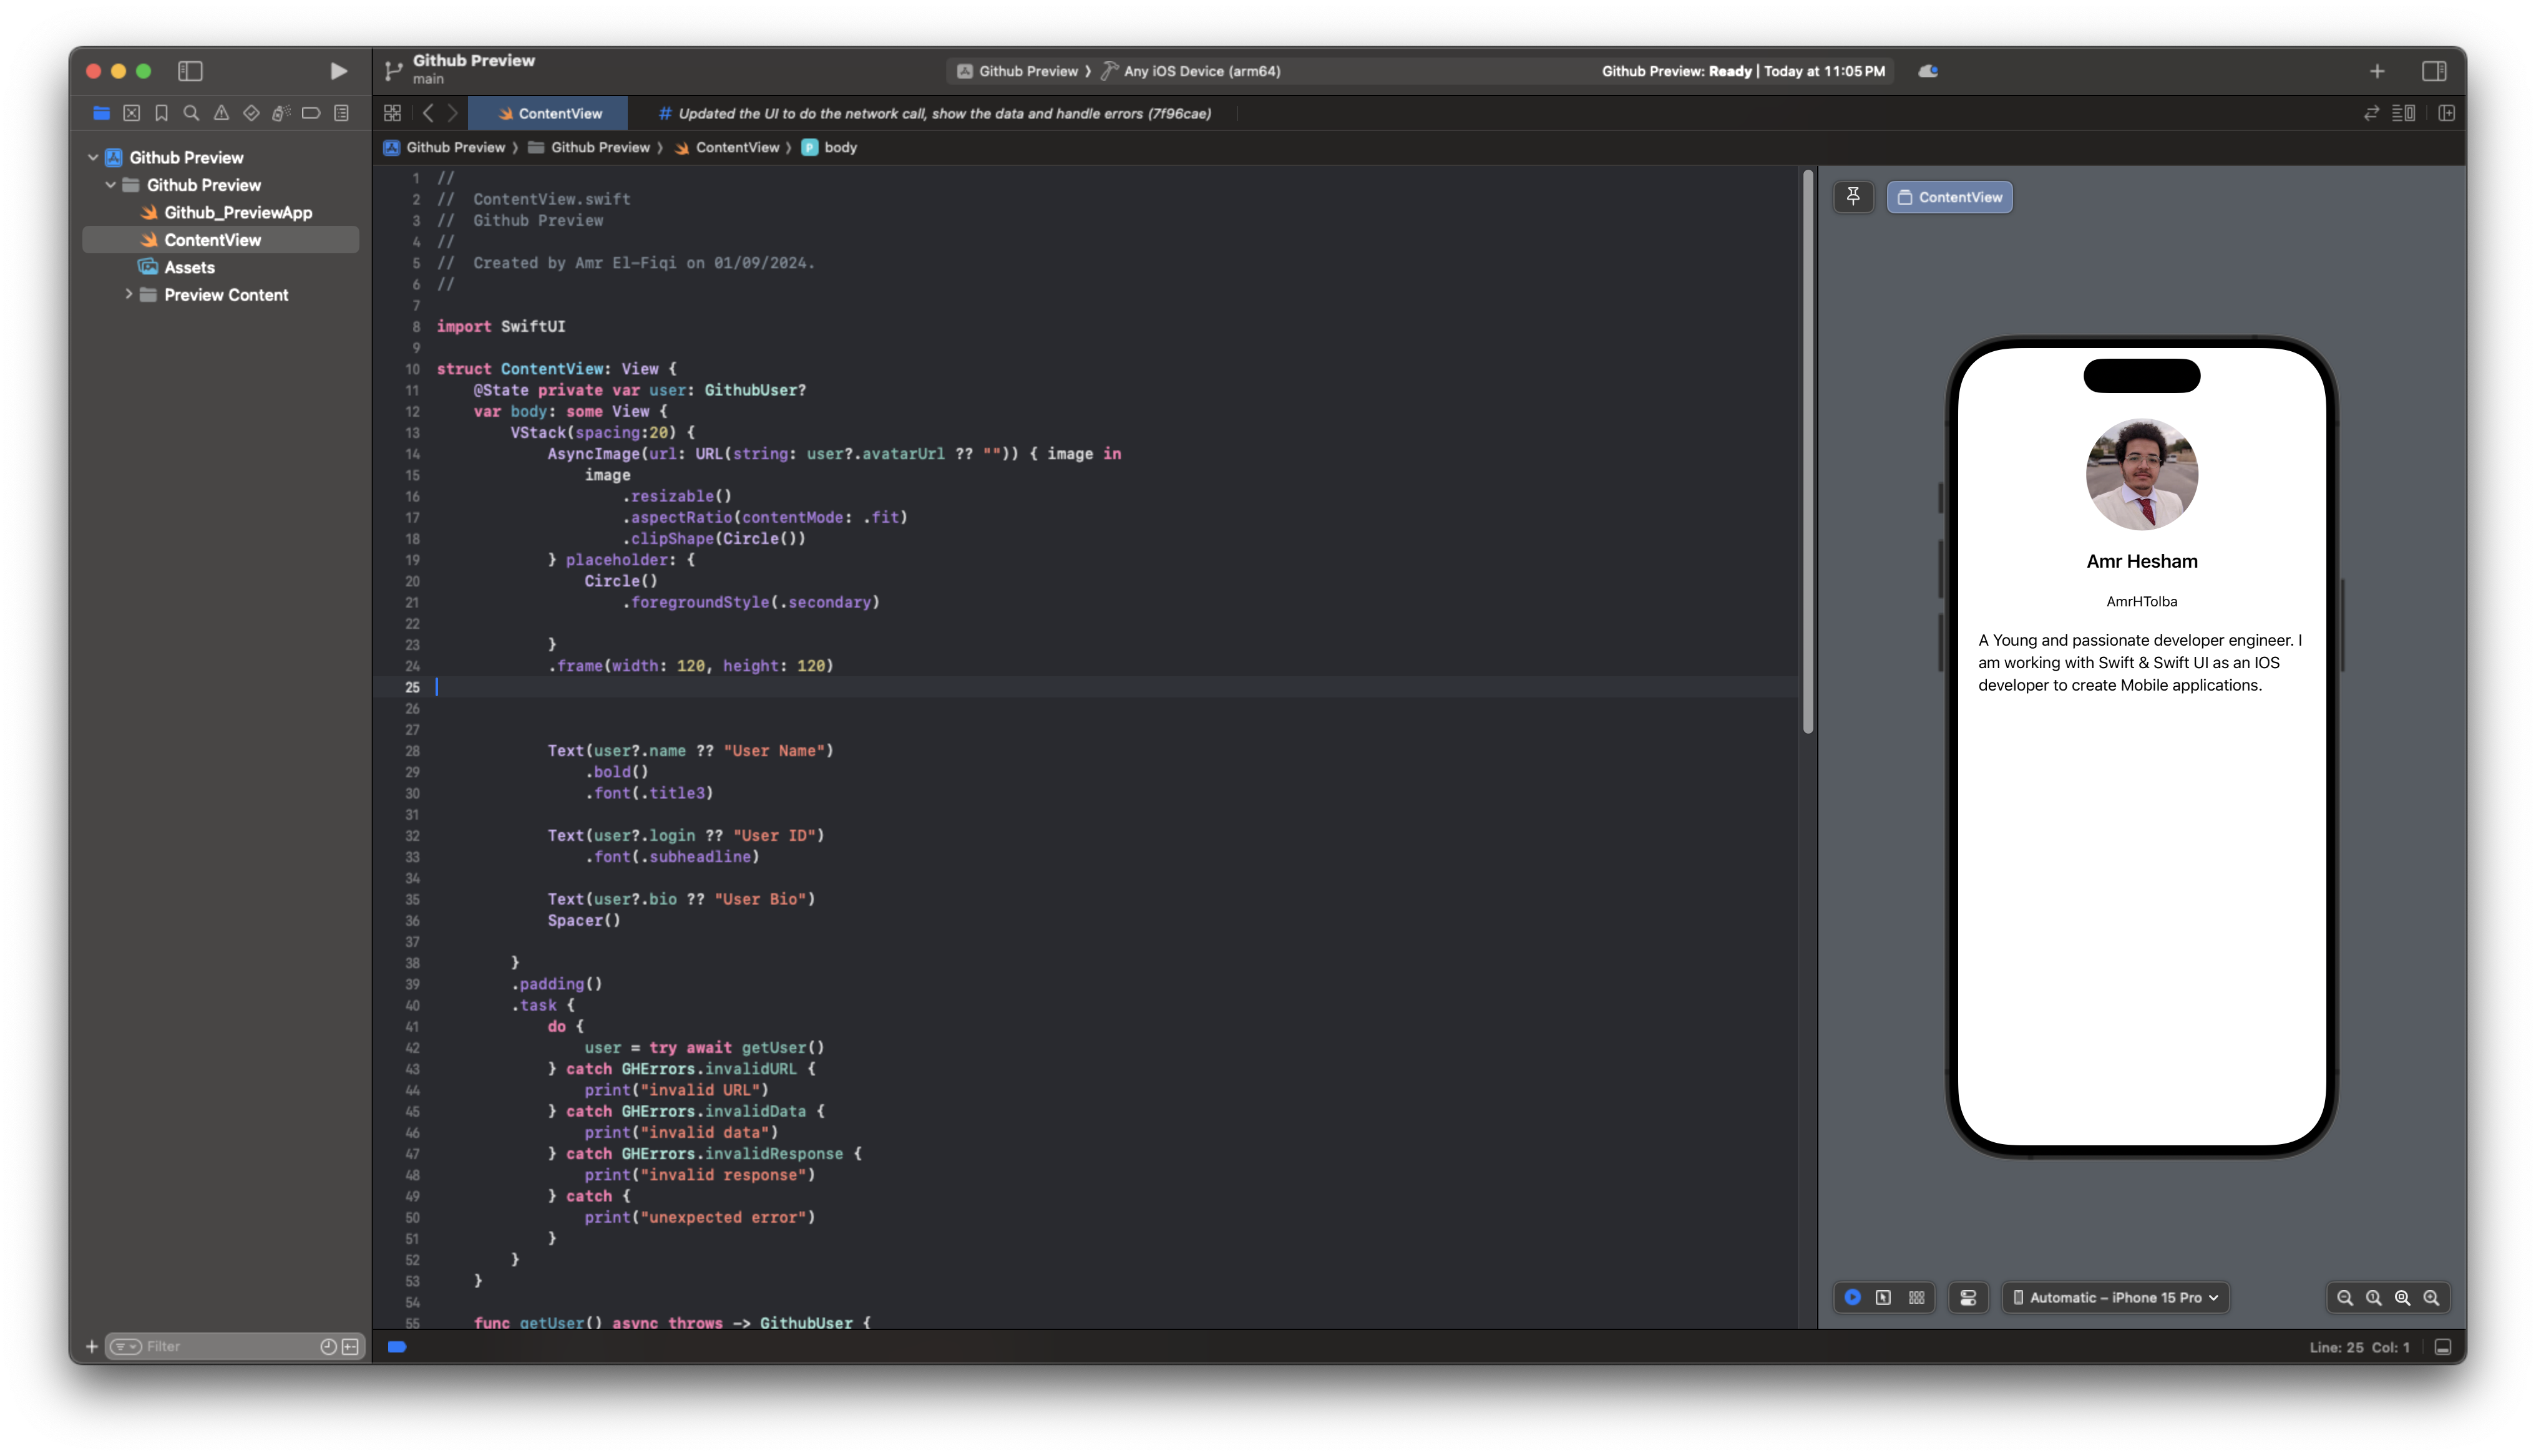 Github Preview
main
Github Preview 〉 Any iOS Device (arm64)
Github Preview: Ready | Today at 11:05 PM
ContentView
# Updated the UI to do the network call, show the data and handle errors (7f96cae)
Github Preview 〉 Github Preview 〉 ContentView 〉 P body
Github Preview
Github Preview
Github_PreviewApp
ContentView
Assets
Preview Content
Filter
1 //
2 //  ContentView.swift
3 //  Github Preview
4 //
5 //  Created by Amr El-Fiqi on 01/09/2024.
6 //
7
8 import SwiftUI
9
10 struct ContentView: View {
11     @State private var user: GithubUser?
12     var body: some View {
13         VStack(spacing:20) {
14             AsyncImage(url: URL(string: user?.avatarUrl ?? "")) { image in
15                 image
16                     .resizable()
17                     .aspectRatio(contentMode: .fit)
18                     .clipShape(Circle())
19             } placeholder: {
20                 Circle()
21                     .foregroundStyle(.secondary)
22
23             }
24             .frame(width: 120, height: 120)
25
26
27
28             Text(user?.name ?? "User Name")
29                 .bold()
30                 .font(.title3)
31
32             Text(user?.login ?? "User ID")
33                 .font(.subheadline)
34
35             Text(user?.bio ?? "User Bio")
36             Spacer()
37
38         }
39         .padding()
40         .task {
41             do {
42                 user = try await getUser()
43             } catch GHErrors.invalidURL {
44                 print("invalid URL")
45             } catch GHErrors.invalidData {
46                 print("invalid data")
47             } catch GHErrors.invalidResponse {
48                 print("invalid response")
49             } catch {
50                 print("unexpected error")
51             }
52         }
53     }
54
55     func getUser() async throws -> GithubUser {
ContentView
Amr Hesham
AmrHTolba
A Young and passionate developer engineer. I
am working with Swift & Swift UI as an IOS
developer to create Mobile applications.
Automatic – iPhone 15 Pro
Line: 25 Col: 1